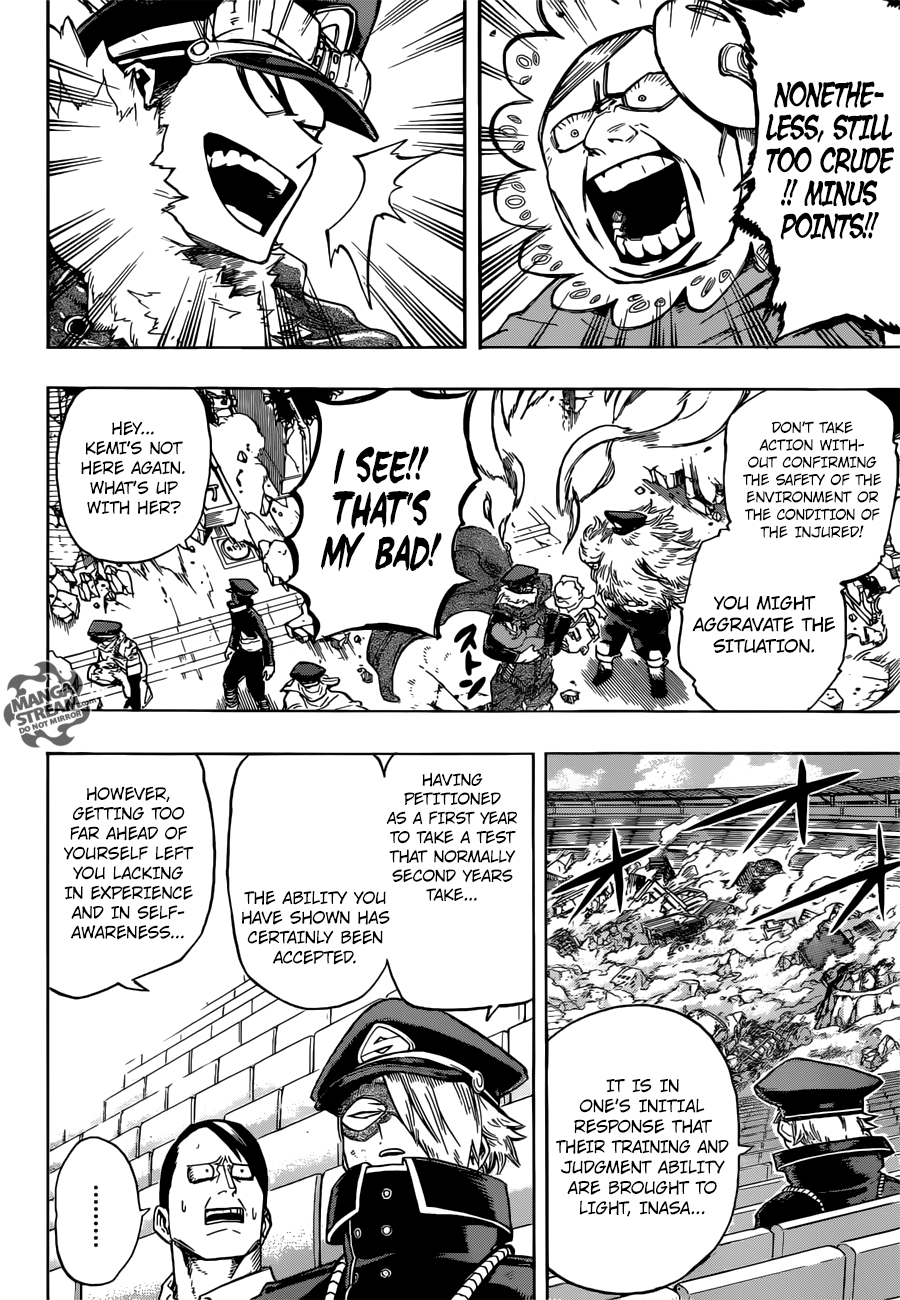 NONETHE-
LESS, STILL
TOO CRUDE
!! MINUS
POINTS!!
DON'T TAKE
ACTION WITH-
OUT CONFIRMING
THE SAFETY OF THE
ENVIRONMENT OR
THE CONDITION OF
THE INJURED!
YOU MIGHT
AGGRAVATE THE
SITUATION.
I SEE!!
THAT'S
MY BAD!
ストン
HEY...
KEMI'S NOT
HERE AGAIN.
WHAT'S UP
WITH HER?
MANGA
STREAM.com
DO NOT MIRROR
IT IS IN
ONE'S INITIAL
RESPONSE THAT
THEIR TRAINING AND
JUDGMENT ABILITY
ARE BROUGHT TO
LIGHT, INASA...
HAVING
PETITIONED
AS A FIRST YEAR
TO TAKE A TEST
THAT NORMALLY
SECOND YEARS
TAKE...
THE ABILITY YOU
HAVE SHOWN HAS
CERTAINLY BEEN
ACCEPTED.
HOWEVER,
GETTING TOO
FAR AHEAD OF
YOURSELF LEFT
YOU LACKING
IN EXPERIENCE
AND IN SELF-
AWARENESS...
.........